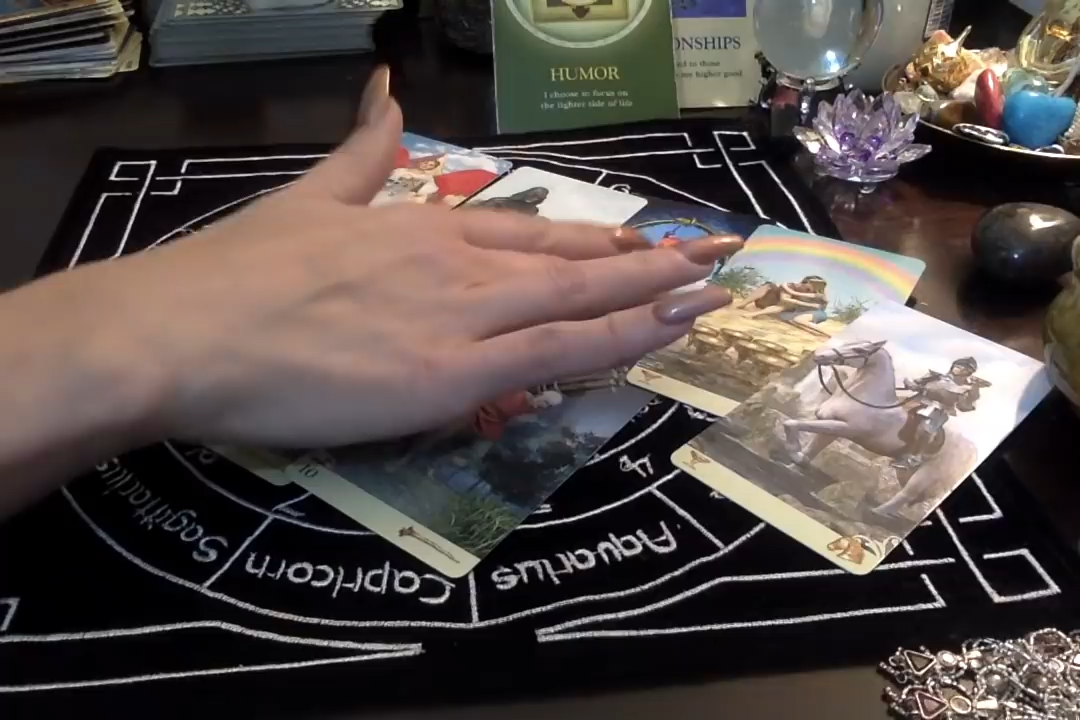 HUMOR
I choose to focus on
the lighter side of life
ONSHIPS
10
Sagittarius
Capricorn
Aquarius